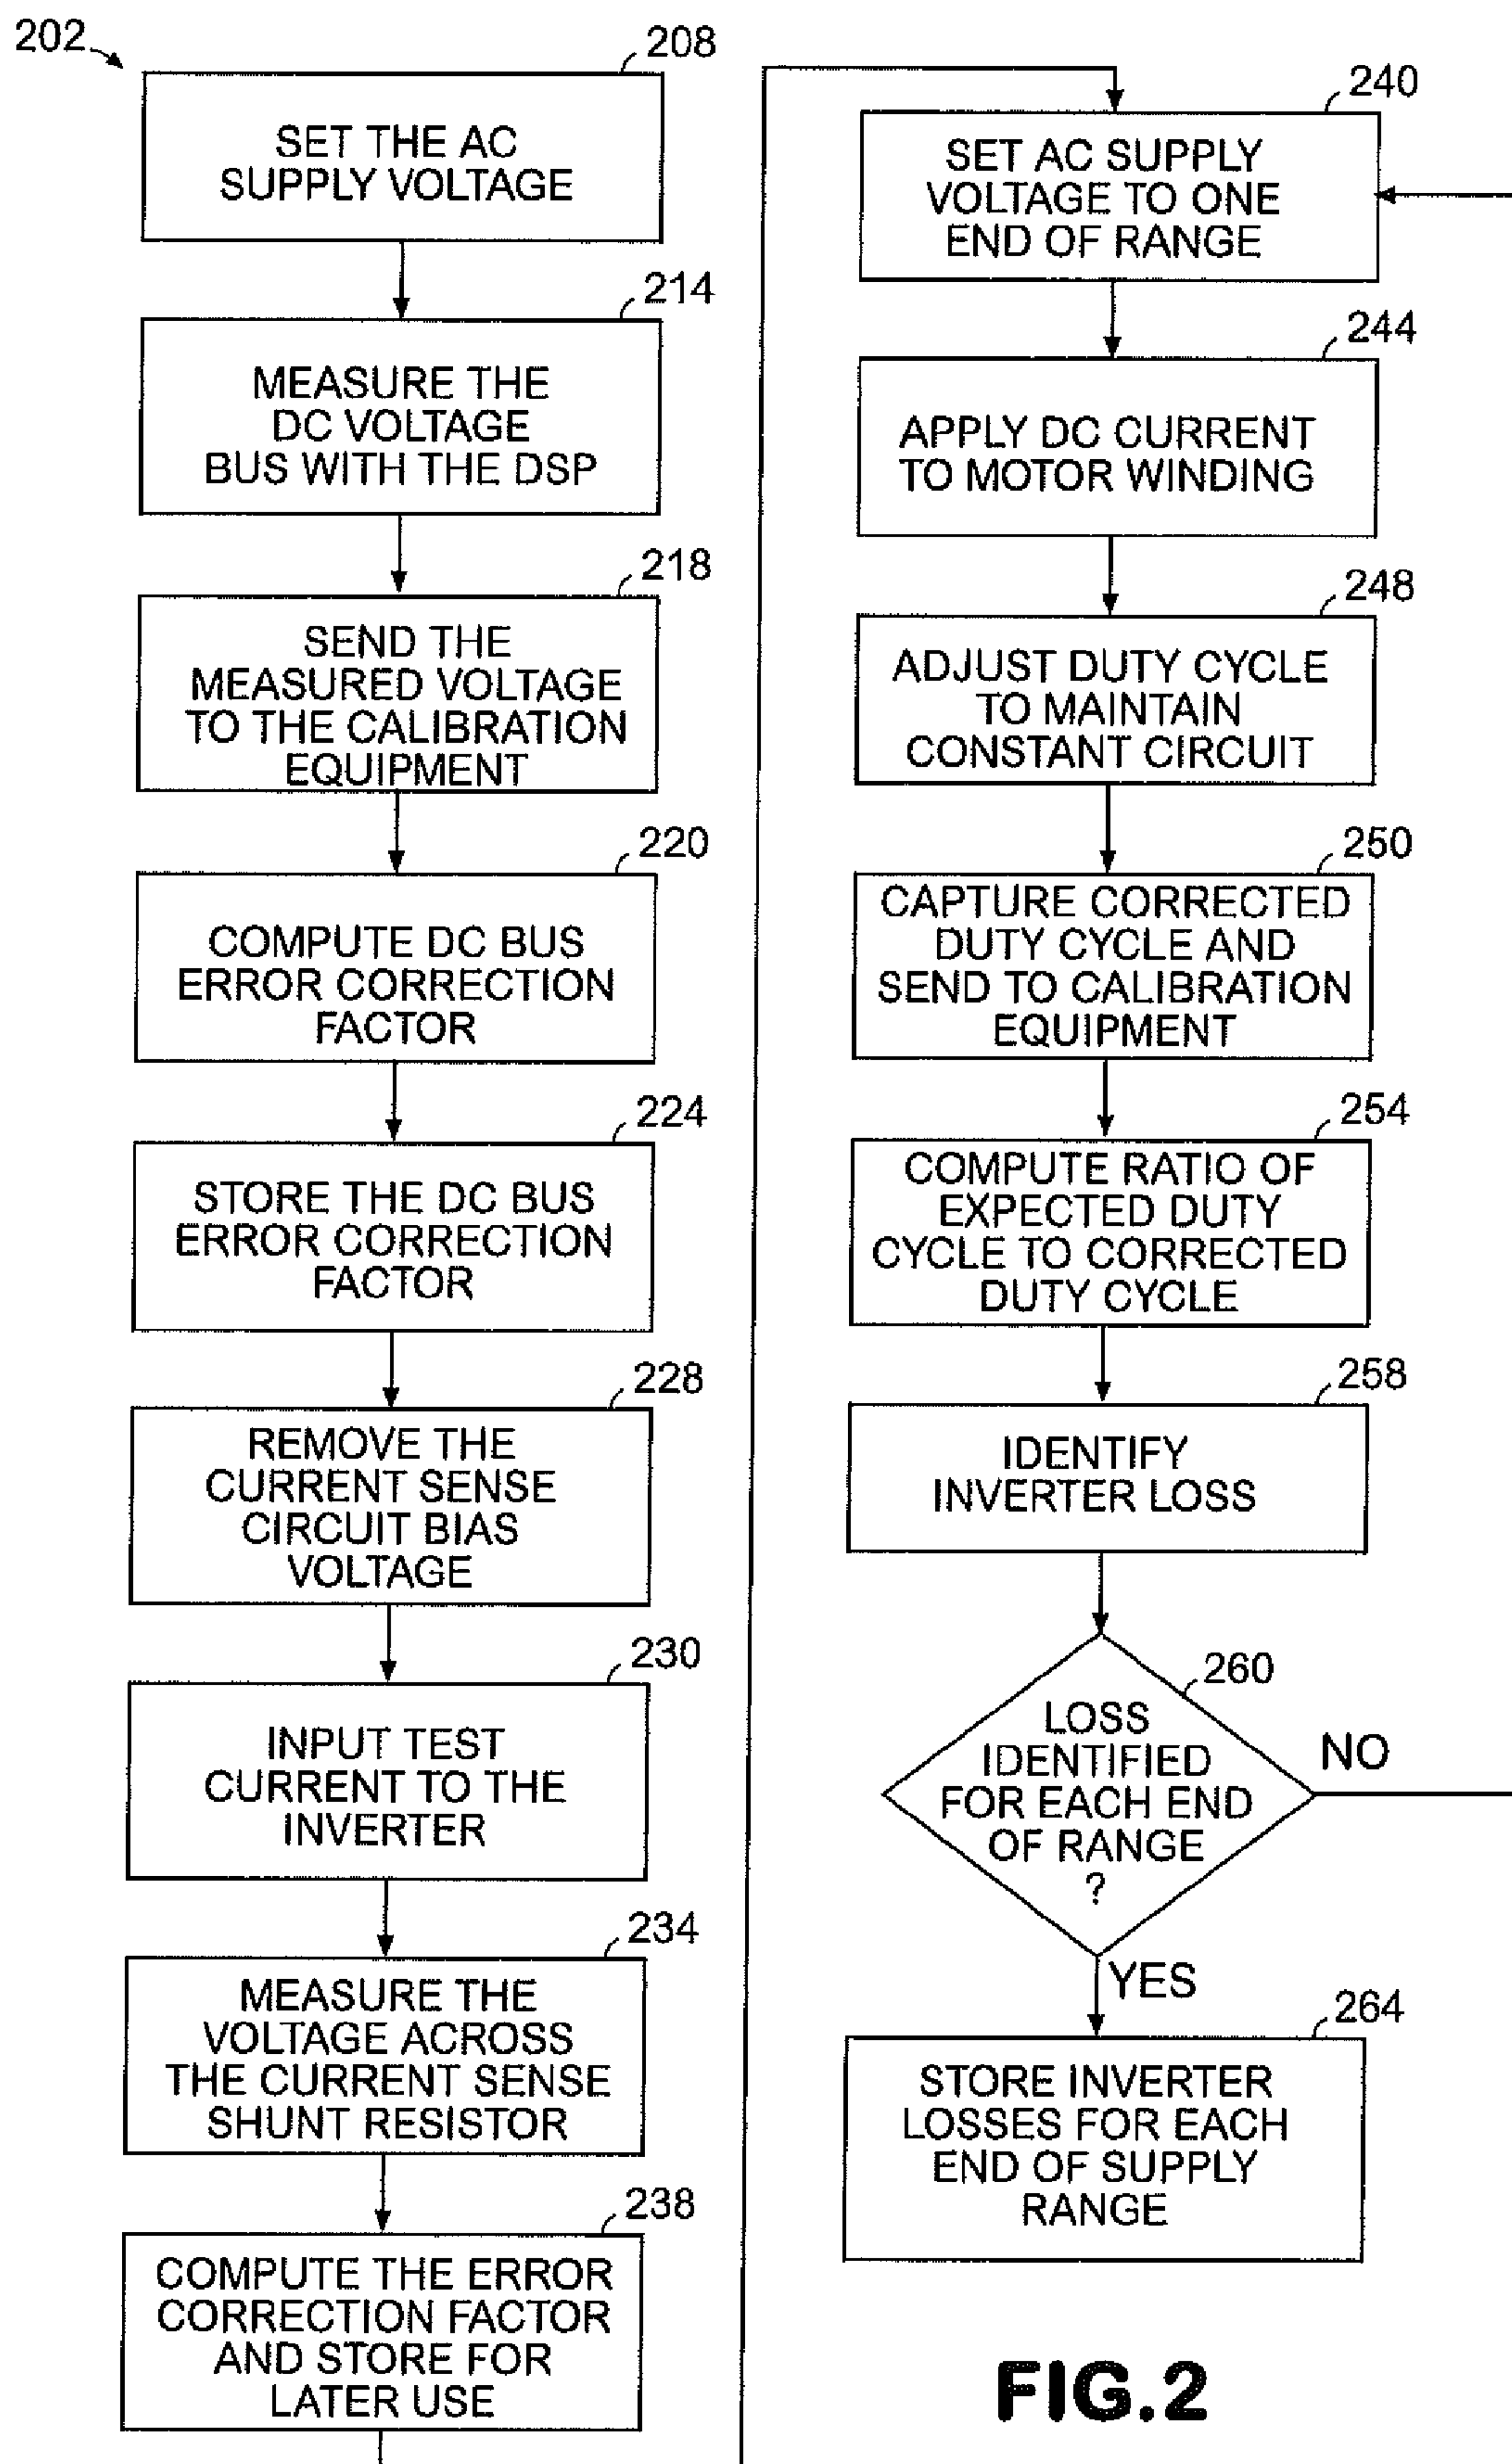 202
208
SET THE AC
SUPPLY VOLTAGE
214
MEASURE THE
DC VOLTAGE
BUS WITH THE DSP
218
SEND THE
MEASURED VOLTAGE
TO THE CALIBRATION
EQUIPMENT
220
COMPUTE DC BUS
ERROR CORRECTION
FACTOR
224
STORE THE DC BUS
ERROR CORRECTION
FACTOR
228
REMOVE THE
CURRENT SENSE
CIRCUIT BIAS
VOLTAGE
230
INPUT TEST
CURRENT TO THE
INVERTER
234
MEASURE THE
VOLTAGE ACROSS
THE CURRENT SENSE
SHUNT RESISTOR
238
COMPUTE THE ERROR
CORRECTION FACTOR
AND STORE FOR
LATER USE
240
SET AC SUPPLY
VOLTAGE TO ONE
END OF RANGE
244
APPLY DC CURRENT
TO MOTOR WINDING
248
ADJUST DUTY CYCLE
TO MAINTAIN
CONSTANT CIRCUIT
250
CAPTURE CORRECTED
DUTY CYCLE AND
SEND TO CALIBRATION
EQUIPMENT
254
COMPUTE RATIO OF
EXPECTED DUTY
CYCLE TO CORRECTED
DUTY CYCLE
258
IDENTIFY
INVERTER LOSS
260
LOSS
IDENTIFIED
FOR EACH END
OF RANGE
?
NO
YES
264
STORE INVERTER
LOSSES FOR EACH
END OF SUPPLY
RANGE
FIG.2